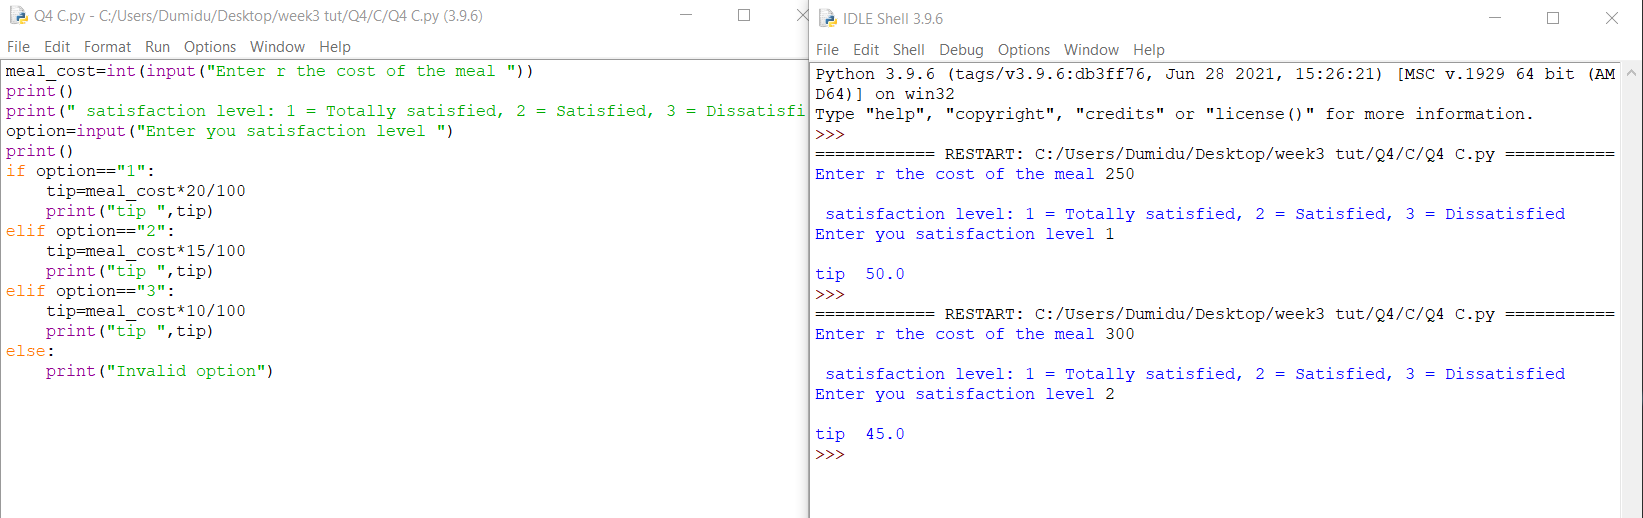 Q4 C.py - C:/Users/Dumidu/Desktop/week3 tut/Q4/C/Q4 C.py (3.9.6)
File Edit Format Run Options Window Help
meal_cost=int(input("Enter r the cost of the meal "))
print()
print(" satisfaction level: 1 = Totally satisfied, 2 = Satisfied, 3 = Dissatisfi
option=input("Enter you satisfaction level ")
print()
if option=="1":
    tip=meal_cost*20/100
    print("tip ",tip)
elif option=="2":
    tip=meal_cost*15/100
    print("tip ",tip)
elif option=="3":
    tip=meal_cost*10/100
    print("tip ",tip)
else:
    print("Invalid option")
IDLE Shell 3.9.6
File Edit Shell Debug Options Window Help
Python 3.9.6 (tags/v3.9.6:db3ff76, Jun 28 2021, 15:26:21) [MSC v.1929 64 bit (AM
D64)] on win32
Type "help", "copyright", "credits" or "license()" for more information.
>>>
============ RESTART: C:/Users/Dumidu/Desktop/week3 tut/Q4/C/Q4 C.py ===========
Enter r the cost of the meal 250
 satisfaction level: 1 = Totally satisfied, 2 = Satisfied, 3 = Dissatisfied
Enter you satisfaction level 1
tip  50.0
>>>
============ RESTART: C:/Users/Dumidu/Desktop/week3 tut/Q4/C/Q4 C.py ===========
Enter r the cost of the meal 300
 satisfaction level: 1 = Totally satisfied, 2 = Satisfied, 3 = Dissatisfied
Enter you satisfaction level 2
tip  45.0
>>>